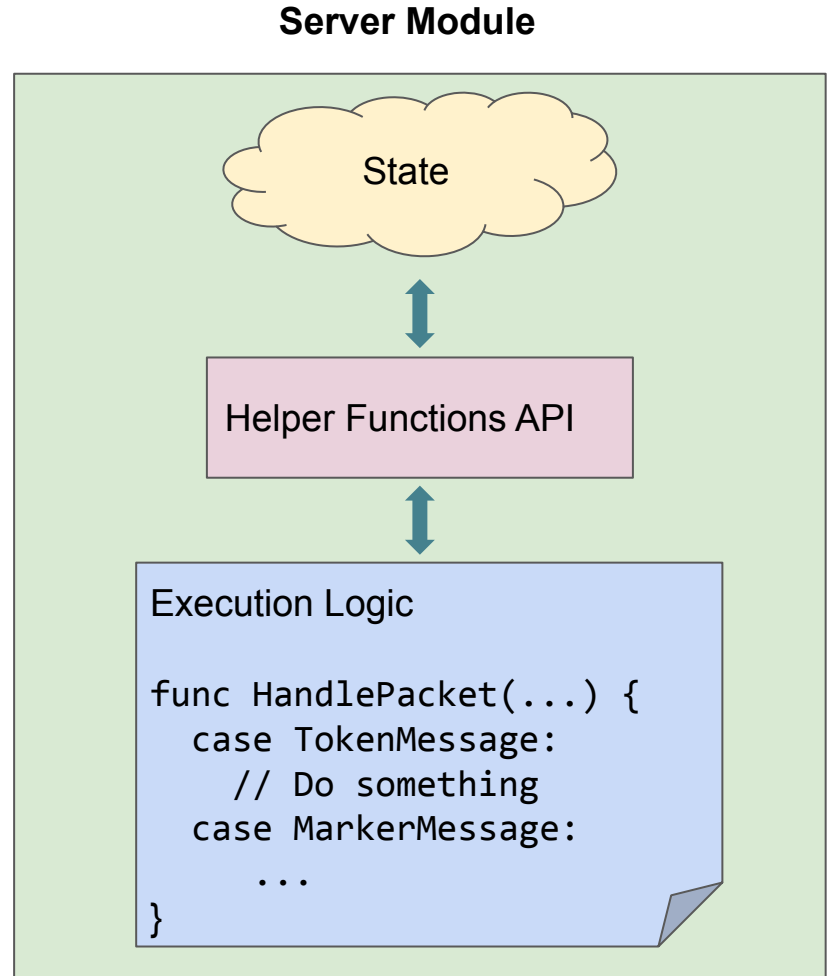 Server Module
State
Helper Functions API
Execution Logic
func HandlePacket(...) {
  case TokenMessage:
    // Do something
  case MarkerMessage:
     ...
}